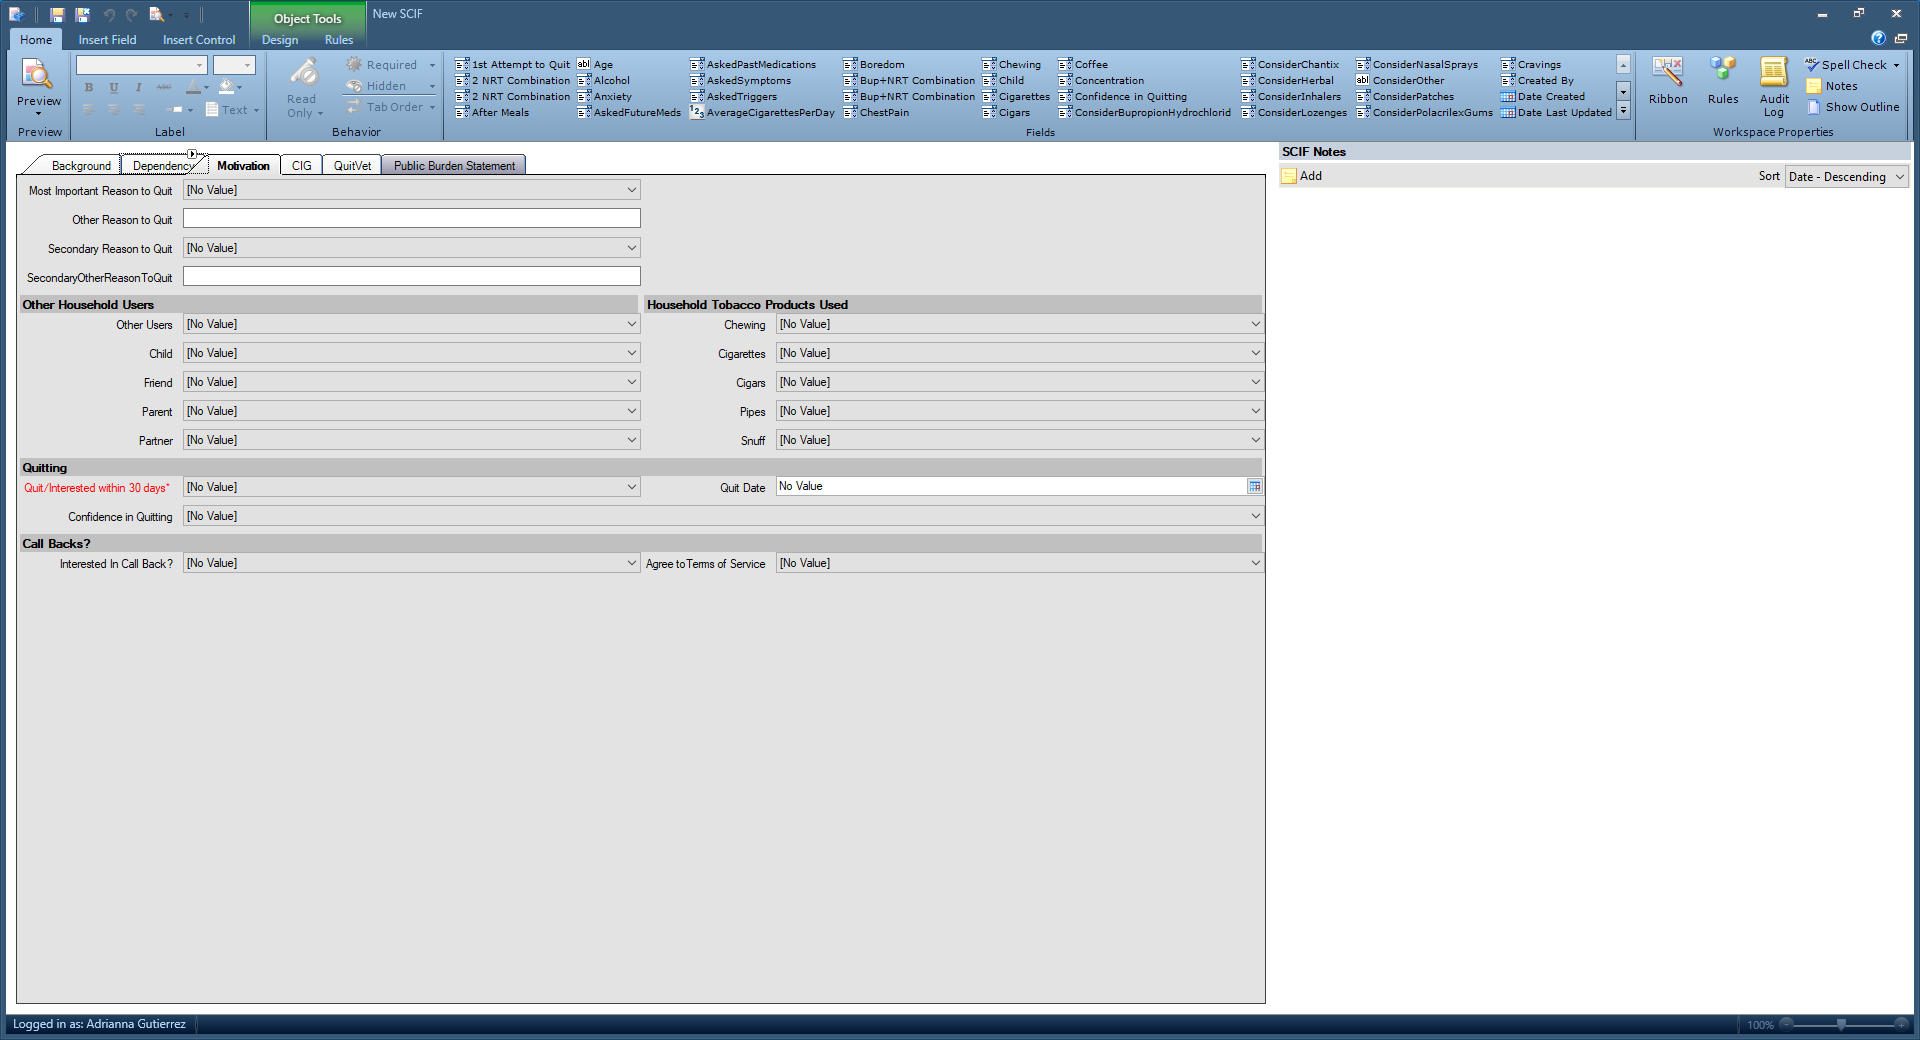 Object Tools
New SCIF
Home
Insert Field
Insert Control
Design
Rules
Preview
Preview
B U I abc
Text
Label
Read Only
Required
Hidden
Tab Order
Behavior
1st Attempt to Quit
2 NRT Combination
2 NRT Combination
After Meals
Age
Alcohol
Anxiety
AskedFutureMeds
AskedPastMedications
AskedSymptoms
AskedTriggers
AverageCigarettesPerDay
Boredom
Bup+NRT Combination
Bup+NRT Combination
ChestPain
Chewing
Child
Cigarettes
Cigars
Coffee
Concentration
Confidence in Quitting
ConsiderBupropionHydrochlorid
ConsiderChantix
ConsiderHerbal
ConsiderInhalers
ConsiderLozenges
ConsiderNasalSprays
ConsiderOther
ConsiderPatches
ConsiderPolacrilexGums
Cravings
Created By
Date Created
Date Last Updated
Fields
Ribbon
Rules
Audit Log
Spell Check
Notes
Show Outline
Workspace Properties
Background
Dependency
Motivation
CIG
QuitVet
Public Burden Statement
Most Important Reason to Quit [No Value]
Other Reason to Quit
Secondary Reason to Quit [No Value]
SecondaryOtherReasonToQuit
Other Household Users
Other Users [No Value]
Child [No Value]
Friend [No Value]
Parent [No Value]
Partner [No Value]
Household Tobacco Products Used
Chewing [No Value]
Cigarettes [No Value]
Cigars [No Value]
Pipes [No Value]
Snuff [No Value]
Quitting
Quit/Interested within 30 days* [No Value]
Quit Date No Value
Confidence in Quitting [No Value]
Call Backs?
Interested In Call Back? [No Value]
Agree to Terms of Service [No Value]
SCIF Notes
Add
Sort Date - Descending
Logged in as: Adrianna Gutierrez
100%